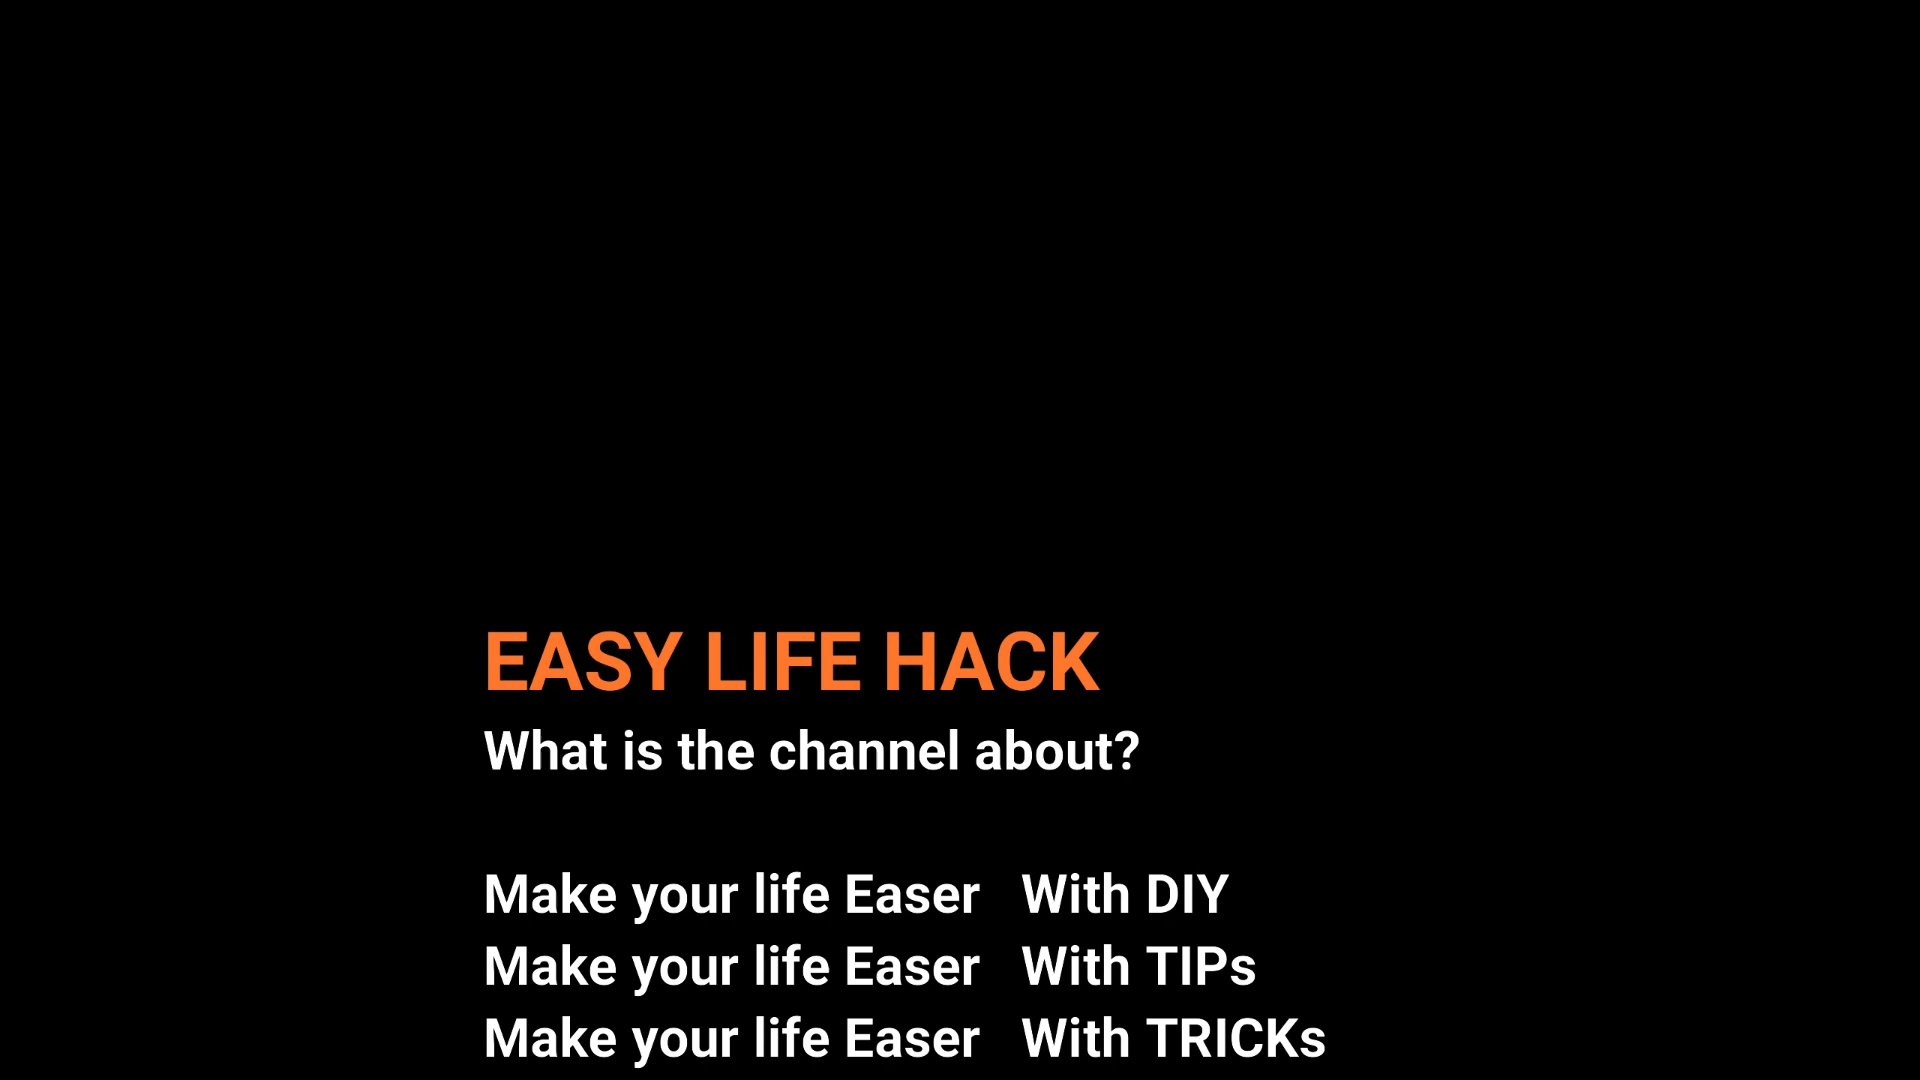 EASY LIFE HACK
What is the channel about?
Make your life Easer With DIY
Make your life Easer With TIPs
Make your life Easer With TRICKs